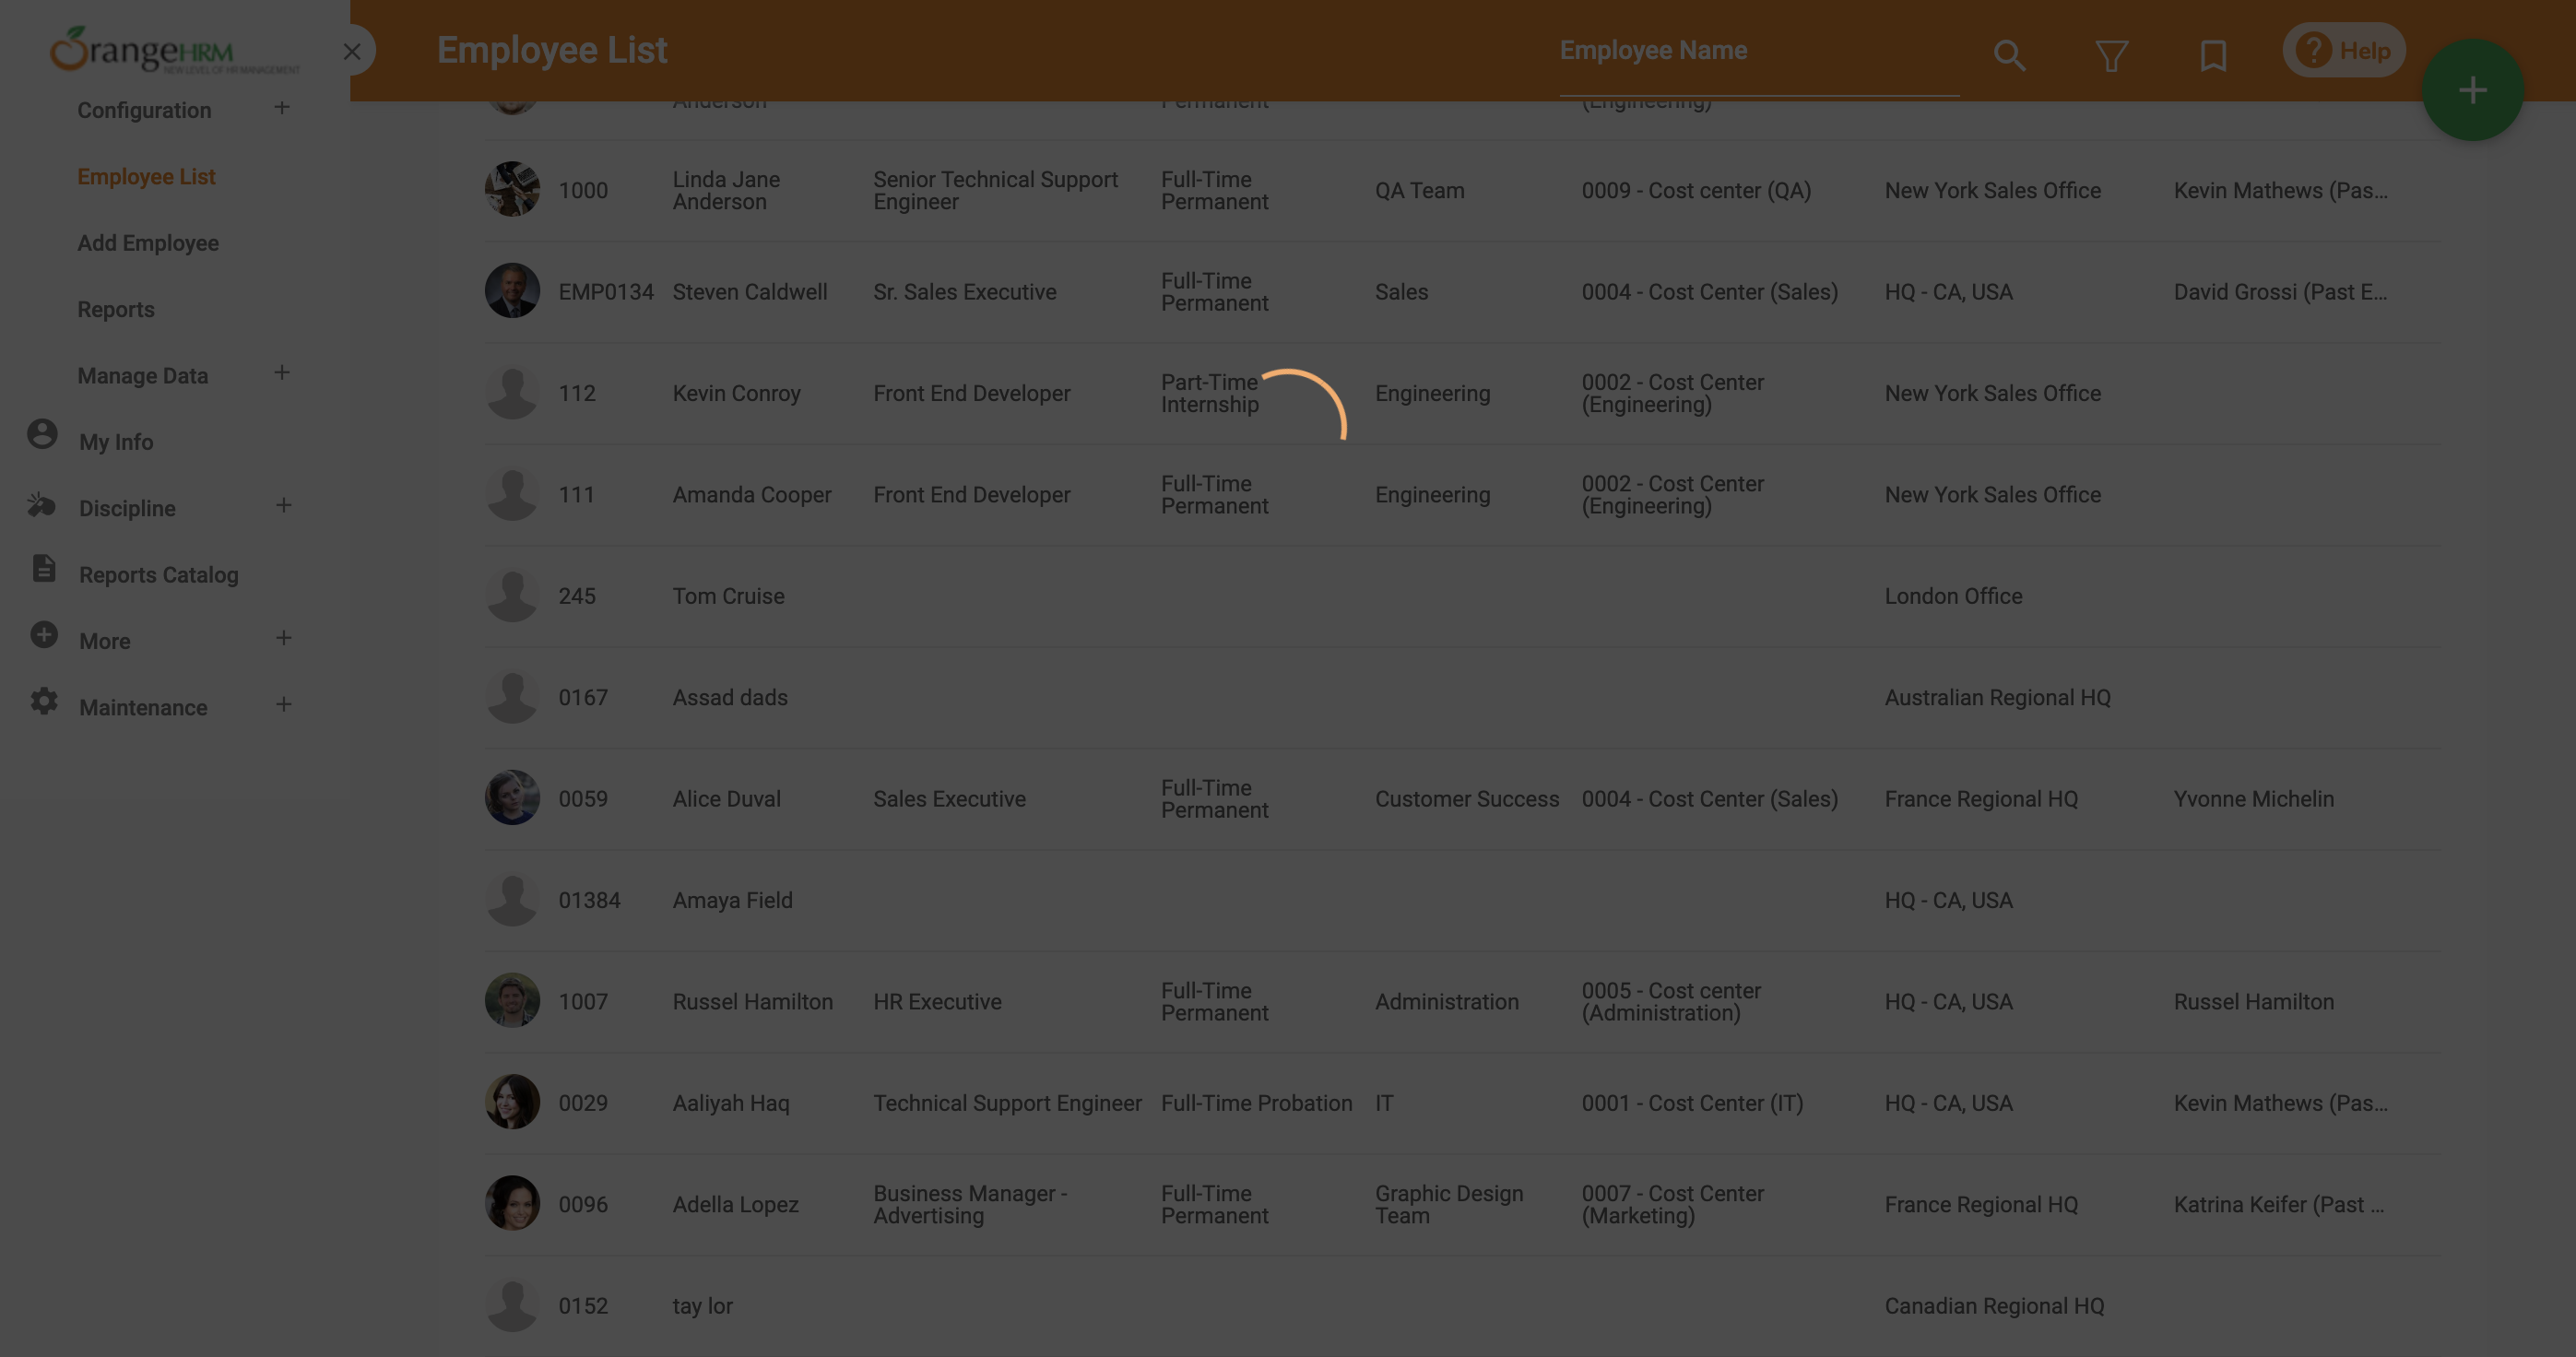 OrangeHRM
NEW LEVEL OF HR MANAGEMENT
Employee List
Employee Name
Help
Configuration
Employee List
Add Employee
Reports
Manage Data
My Info
Discipline
Reports Catalog
More
Maintenance
Anderson
Permanent
(Engineering)
1000
Linda Jane
Anderson
Senior Technical Support
Engineer
Full-Time
Permanent
QA Team
0009 - Cost center (QA)
New York Sales Office
Kevin Mathews (Pas...
EMP0134
Steven Caldwell
Sr. Sales Executive
Full-Time
Permanent
Sales
0004 - Cost Center (Sales)
HQ - CA, USA
David Grossi (Past E...
112
Kevin Conroy
Front End Developer
Part-Time
Internship
Engineering
0002 - Cost Center
(Engineering)
New York Sales Office
111
Amanda Cooper
Front End Developer
Full-Time
Permanent
Engineering
0002 - Cost Center
(Engineering)
New York Sales Office
245
Tom Cruise
London Office
0167
Assad dads
Australian Regional HQ
0059
Alice Duval
Sales Executive
Full-Time
Permanent
Customer Success
0004 - Cost Center (Sales)
France Regional HQ
Yvonne Michelin
01384
Amaya Field
HQ - CA, USA
1007
Russel Hamilton
HR Executive
Full-Time
Permanent
Administration
0005 - Cost center
(Administration)
HQ - CA, USA
Russel Hamilton
0029
Aaliyah Haq
Technical Support Engineer
Full-Time Probation
IT
0001 - Cost Center (IT)
HQ - CA, USA
Kevin Mathews (Pas...
0096
Adella Lopez
Business Manager -
Advertising
Full-Time
Permanent
Graphic Design
Team
0007 - Cost Center
(Marketing)
France Regional HQ
Katrina Keifer (Past ...
0152
tay lor
Canadian Regional HQ